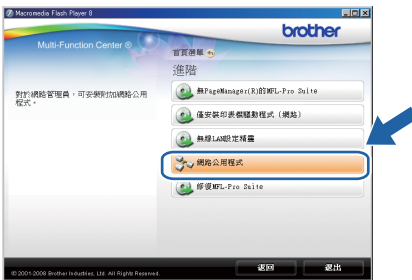 Macromedia Flash Player 8
brother
Multi-Function Center ®
首頁選單
進階
對於網路管理員，可安裝附加網路公用
程式。
無PageManager(R)的MFL-Pro Suite
僅安裝印表機驅動程式（網路）
無線LAN設定精靈
網路公用程式
修復MFL-Pro Suite
© 2001-2008 Brother Industries, Ltd. All Rights Reserved.
返回
退出